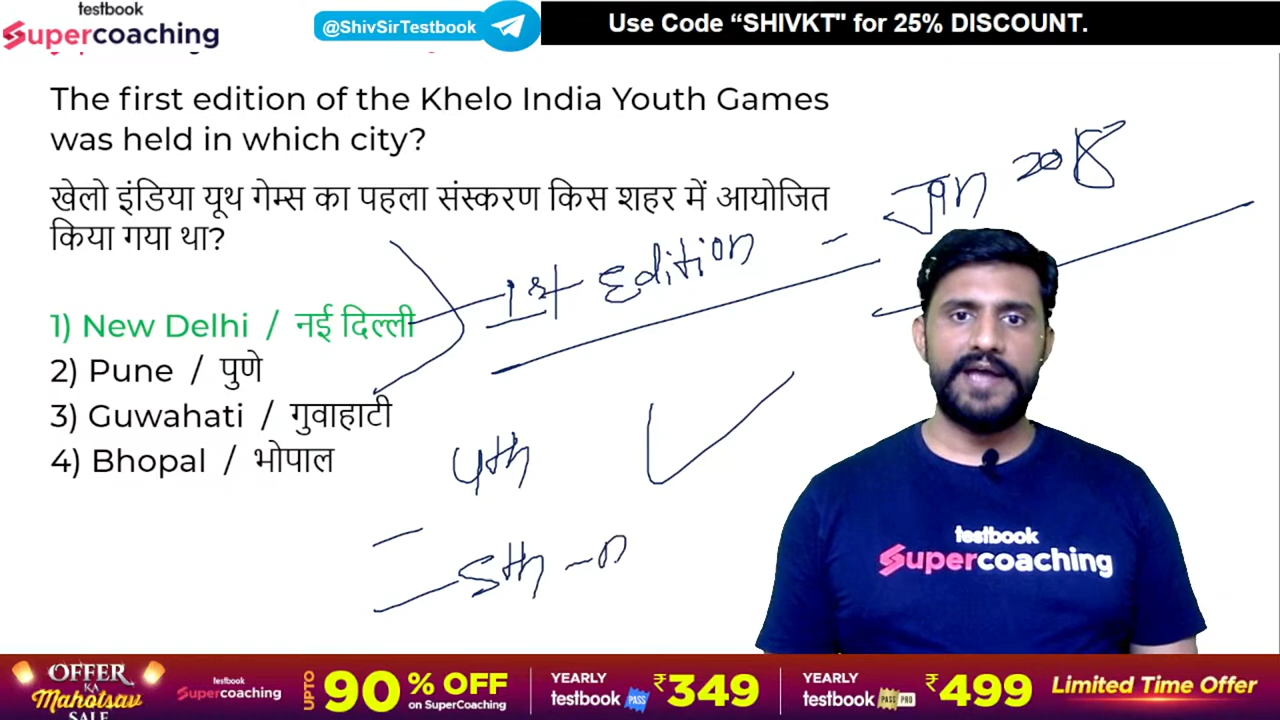 testbook
Supercoaching
@ShivSirTestbook
Use Code “SHIVKT" for 25% DISCOUNT.
The first edition of the Khelo India Youth Games
was held in which city?
खेलो इंडिया यूथ गेम्स का पहला संस्करण किस शहर में आयोजित
किया गया था?
1st Edition - Jan 2018
1) New Delhi / नई दिल्ली
2) Pune / पुणे
3) Guwahati / गुवाहाटी
4) Bhopal / भोपाल
4th
5th
testbook
Supercoaching
OFFER
KA
Mahotsav
SALE
testbook
Supercoaching
UPTO
90% OFF
on SuperCoaching
YEARLY
testbook PASS
₹349
YEARLY
testbook PASS PRO
₹499
Limited Time Offer